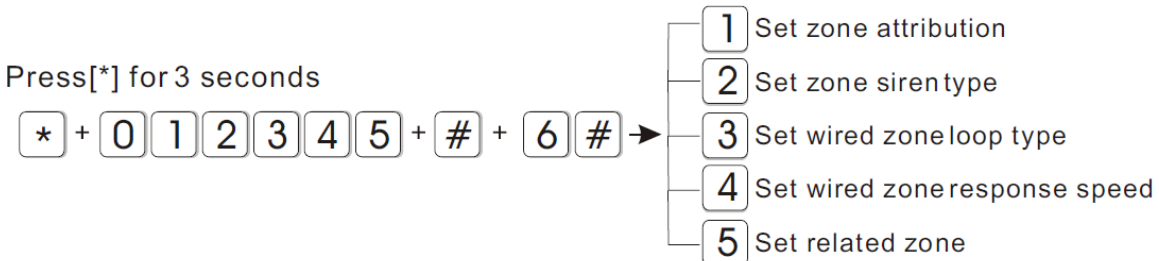 1 Set zone attribution
Press[*] for 3 seconds
2 Set zone siren type
* + 0 1 2 3 4 5 + # + 6 # 3 Set wired zone loop type
4 Set wired zone response speed
5 Set related zone